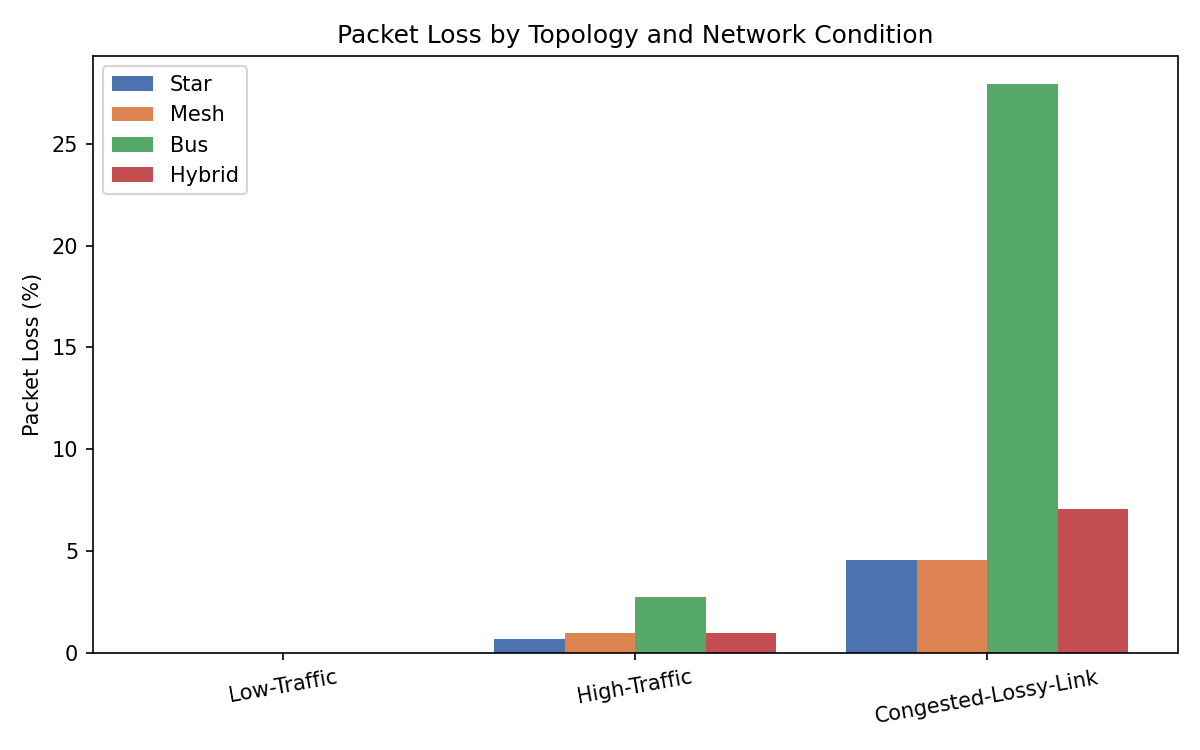 Packet Loss by Topology and Network Condition
Star
Mesh
Bus
Hybrid
Packet Loss (%)
25
20
15
10
5
0
Low-Traffic
High-Traffic
Congested-Lossy-Link